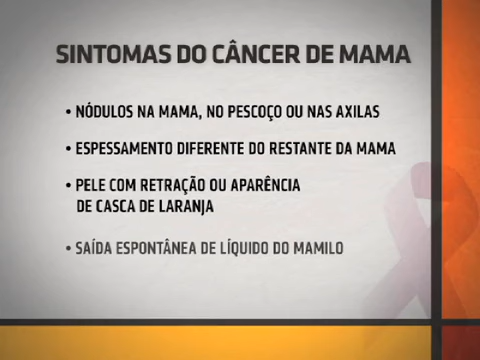 SINTOMAS DO CÂNCER DE MAMA
• NÓDULOS NA MAMA, NO PESCOÇO OU NAS AXILAS
• ESPESSAMENTO DIFERENTE DO RESTANTE DA MAMA
• PELE COM RETRAÇÃO OU APARÊNCIA
DE CASCA DE LARANJA
• SAÍDA ESPONTÂNEA DE LÍQUIDO DO MAMILO